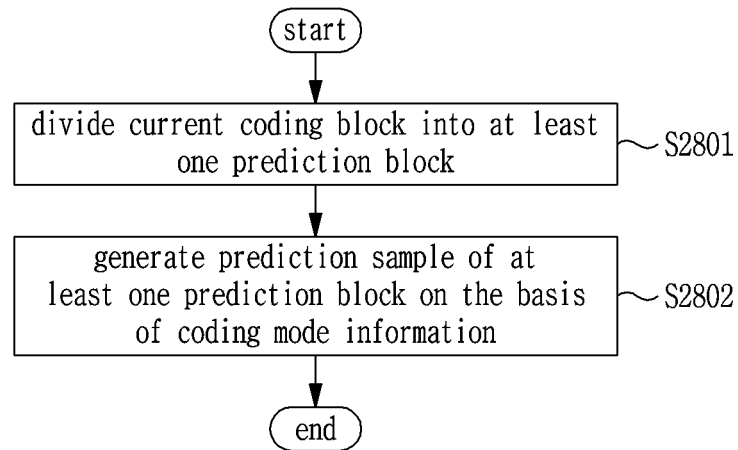 start
divide current coding block into at least
one prediction block
S2801
generate prediction sample of at
least one prediction block on the basis
of coding mode information
S2802
end